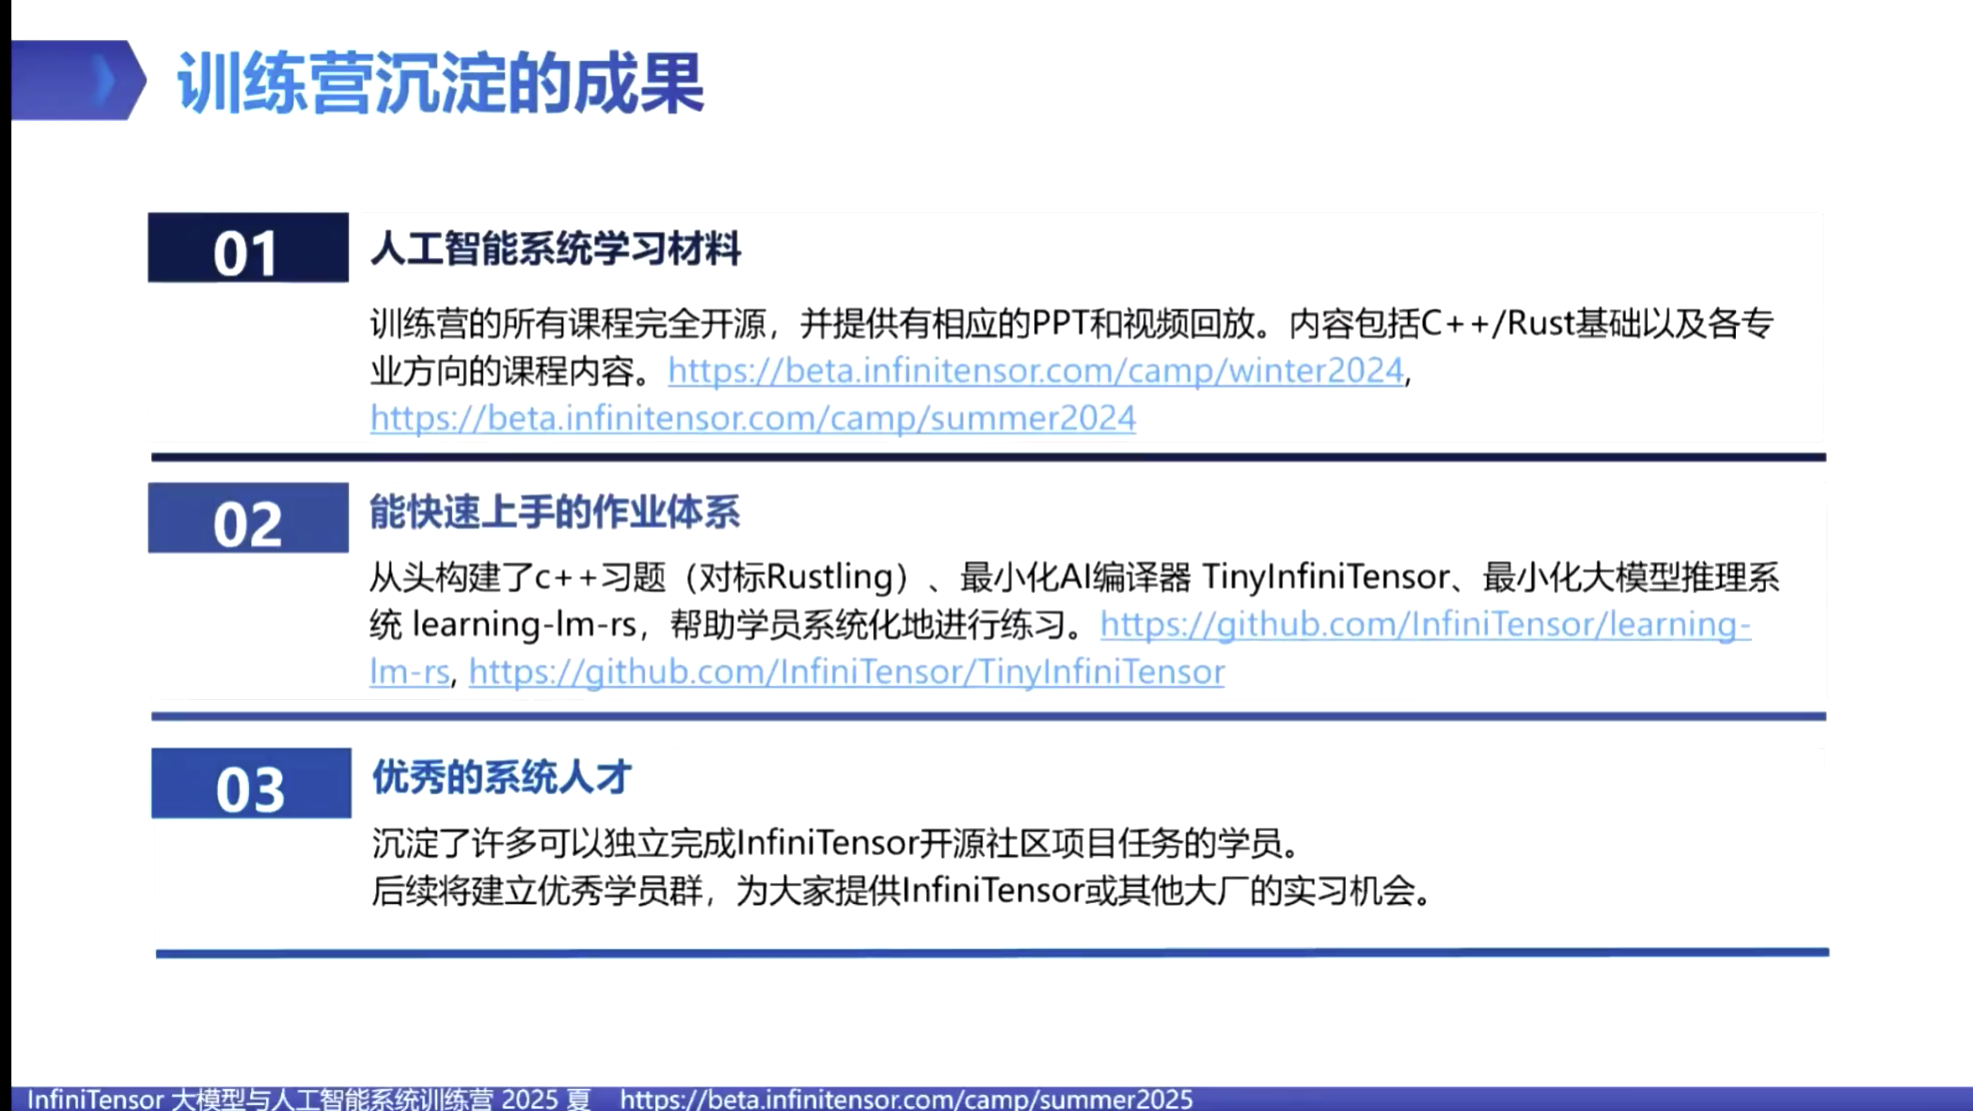 训练营沉淀的成果
01
人工智能系统学习材料
训练营的所有课程完全开源，并提供有相应的PPT和视频回放。内容包括C++/Rust基础以及各专
业方向的课程内容。https://beta.infinitensor.com/camp/winter2024,
https://beta.infinitensor.com/camp/summer2024
02
能快速上手的作业体系
从头构建了c++习题（对标Rustling）、最小化AI编译器 TinyInfiniTensor、最小化大模型推理系
统 learning-lm-rs，帮助学员系统化地进行练习。https://github.com/InfiniTensor/learning-
lm-rs, https://github.com/InfiniTensor/TinyInfiniTensor
03
优秀的系统人才
沉淀了许多可以独立完成InfiniTensor开源社区项目任务的学员。
后续将建立优秀学员群，为大家提供InfiniTensor或其他大厂的实习机会。
InfiniTensor 大模型与人工智能系统训练营 2025 夏 https://beta.infinitensor.com/camp/summer2025